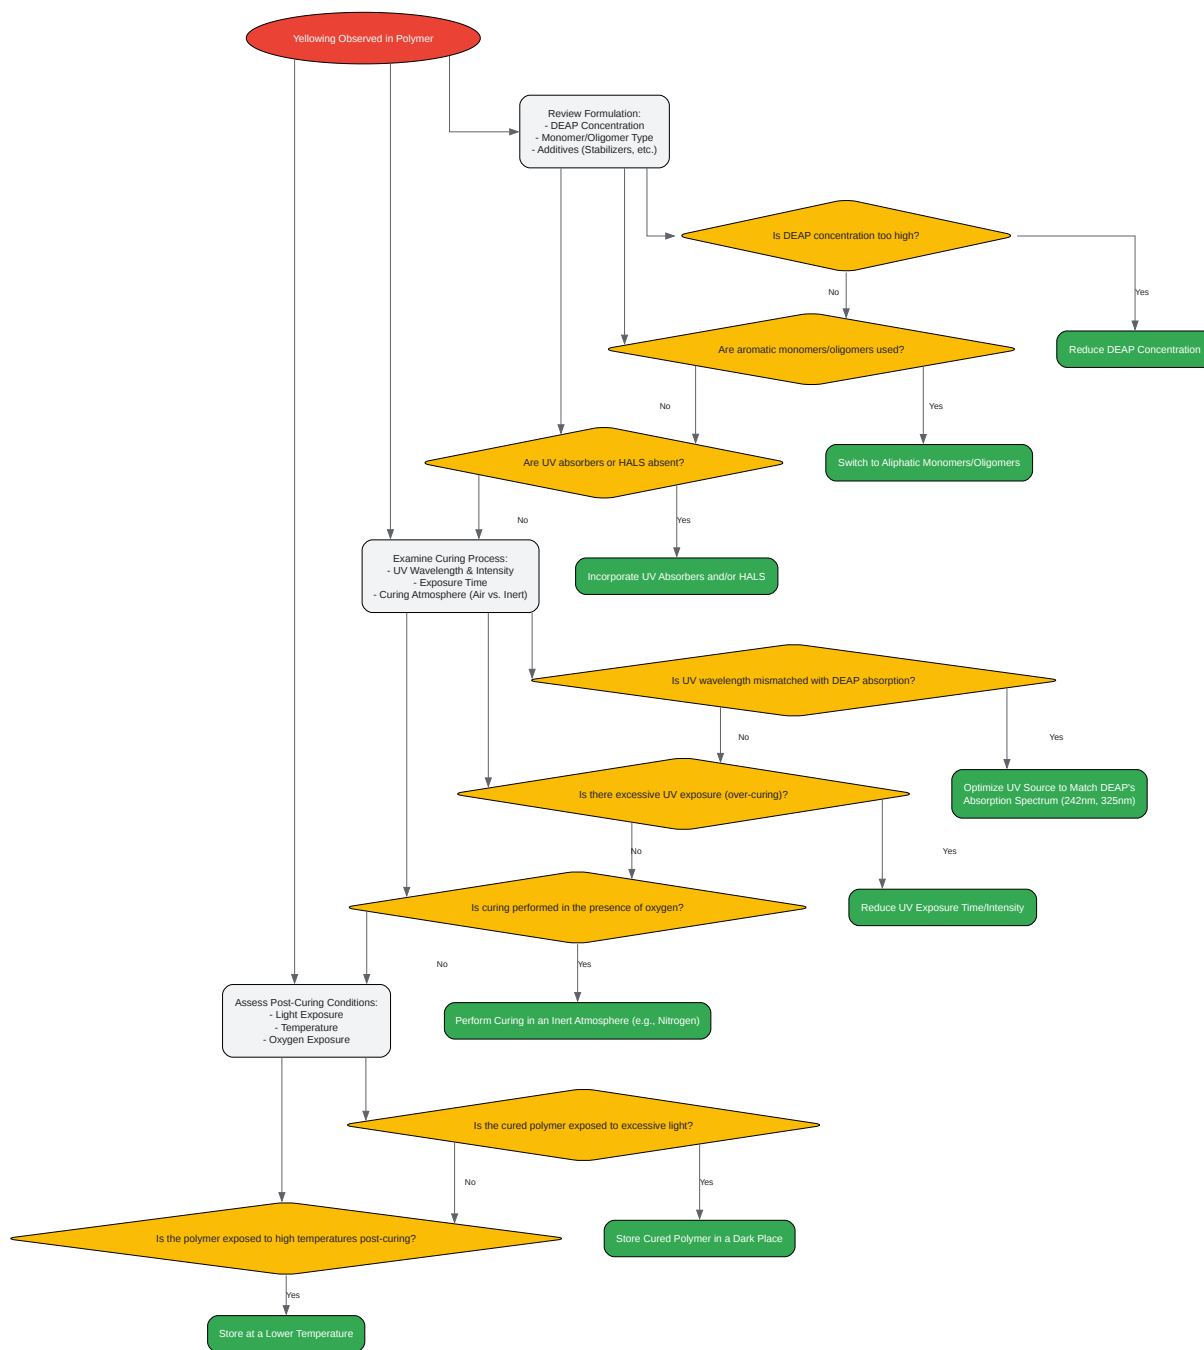 Yellowing Observed in Polymer
Review Formulation:
- DEAP Concentration
- Monomer/Oligomer Type
- Additives (Stabilizers, etc.)
Is DEAP concentration too high?
No
Yes
Are aromatic monomers/oligomers used?
Reduce DEAP Concentration
No
Yes
Are UV absorbers or HALS absent?
Switch to Aliphatic Monomers/Oligomers
No
Yes
Examine Curing Process:
- UV Wavelength & Intensity
- Exposure Time
- Curing Atmosphere (Air vs. Inert)
Incorporate UV Absorbers and/or HALS
Is UV wavelength mismatched with DEAP absorption?
No
Yes
Is there excessive UV exposure (over-curing)?
Optimize UV Source to Match DEAP's
Absorption Spectrum (242nm, 325nm)
No
Yes
Is curing performed in the presence of oxygen?
Reduce UV Exposure Time/Intensity
No
Yes
Assess Post-Curing Conditions:
- Light Exposure
- Temperature
- Oxygen Exposure
Perform Curing in an Inert Atmosphere (e.g., Nitrogen)
Is the cured polymer exposed to excessive light?
No
Yes
Is the polymer exposed to high temperatures post-curing?
Store Cured Polymer in a Dark Place
Yes
Store at a Lower Temperature